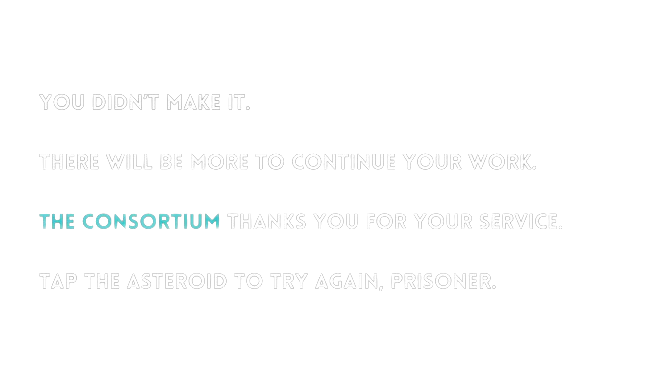 YOU DIDN'T MAKE IT.
THERE WILL BE MORE TO CONTINUE YOUR WORK.
THE CONSORTIUM THANKS YOU FOR YOUR SERVICE.
TAP THE ASTEROID TO TRY AGAIN, PRISONER.